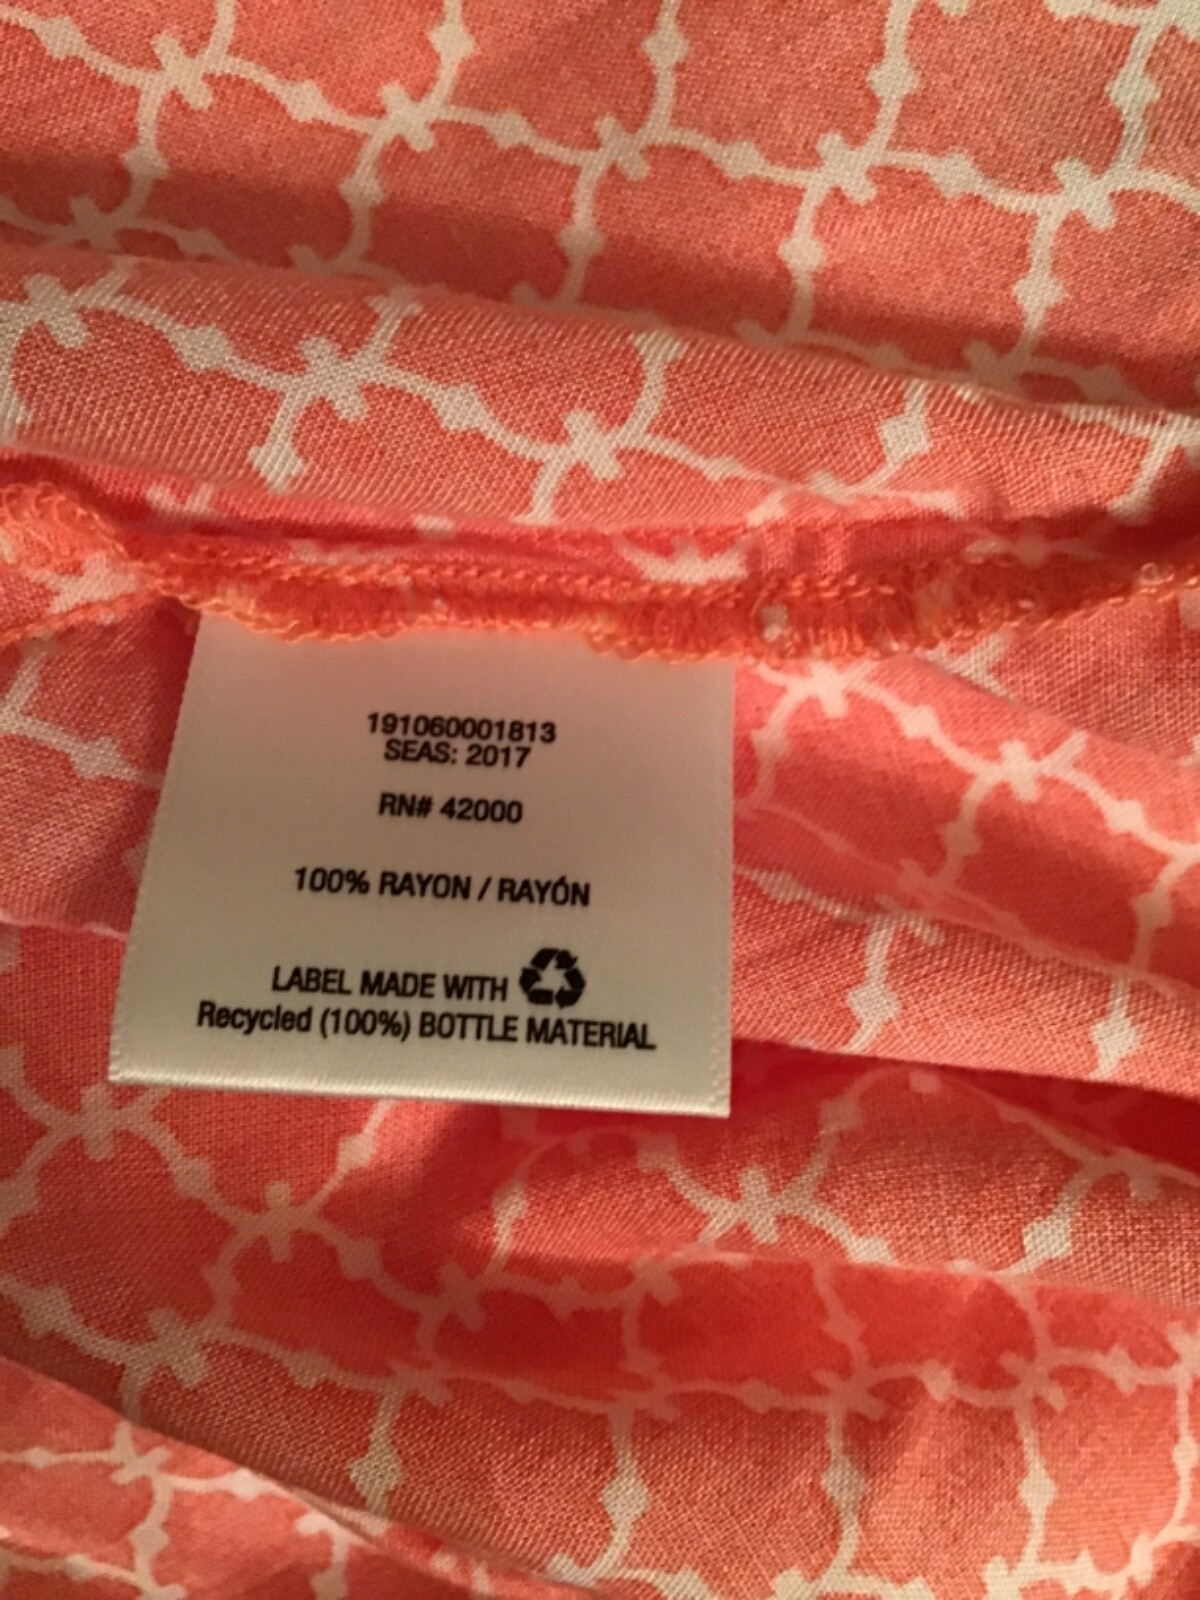 191060001813
SEAS: 2017
RN# 42000
100% RAYON / RAYÓN
LABEL MADE WITH
Recycled (100%) BOTTLE MATERIAL